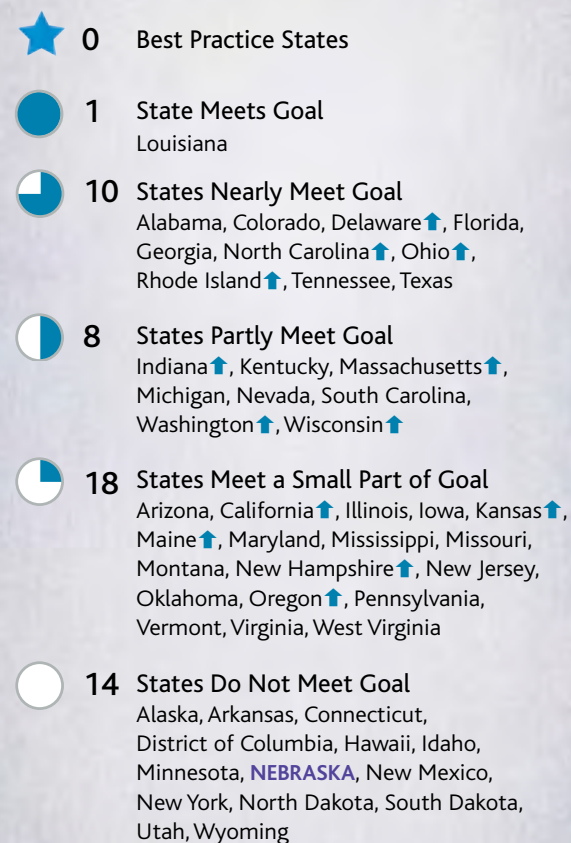 0 Best Practice States
1 State Meets Goal
Louisiana
10 States Nearly Meet Goal
Alabama, Colorado, Delaware⬆, Florida,
Georgia, North Carolina⬆, Ohio⬆,
Rhode Island⬆, Tennessee, Texas
8 States Partly Meet Goal
Indiana⬆, Kentucky, Massachusetts⬆,
Michigan, Nevada, South Carolina,
Washington⬆, Wisconsin⬆
18 States Meet a Small Part of Goal
Arizona, California⬆, Illinois, Iowa, Kansas⬆,
Maine⬆, Maryland, Mississippi, Missouri,
Montana, New Hampshire⬆, New Jersey,
Oklahoma, Oregon⬆, Pennsylvania,
Vermont, Virginia, West Virginia
14 States Do Not Meet Goal
Alaska, Arkansas, Connecticut,
District of Columbia, Hawaii, Idaho,
Minnesota, NEBRASKA, New Mexico,
New York, North Dakota, South Dakota,
Utah, Wyoming